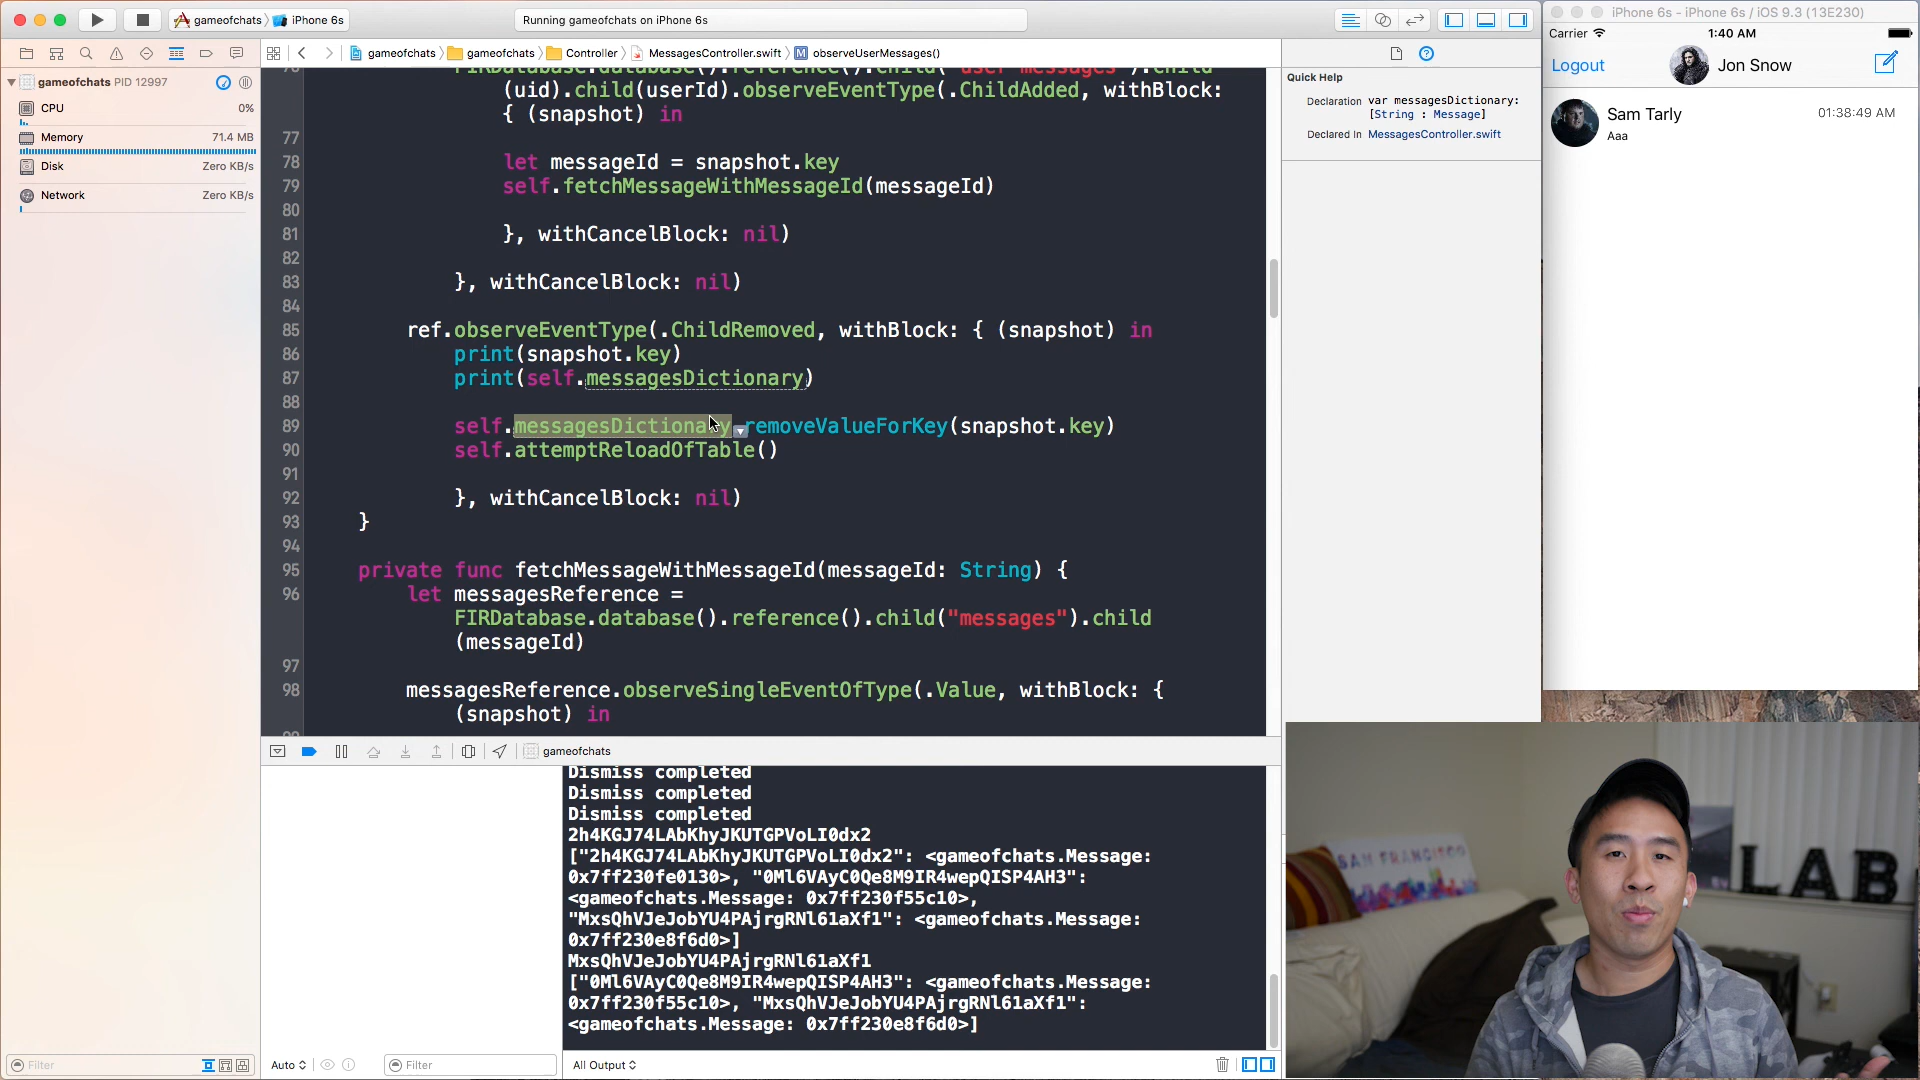 gameofchats
iPhone 6s
Running gameofchats on iPhone 6s
gameofchats
gameofchats
Controller
MessagesController.swift
observeUserMessages()
gameofchats PID 12997
CPU
0%
Memory
71.4 MB
Disk
Zero KB/s
Network
Zero KB/s
(uid).child(userId).observeEventType(.ChildAdded, withBlock:
{ (snapshot) in
77
78 let messageId = snapshot.key
79 self.fetchMessageWithMessageId(messageId)
80
81 }, withCancelBlock: nil)
82
83 }, withCancelBlock: nil)
84
85 ref.observeEventType(.ChildRemoved, withBlock: { (snapshot) in
86 print(snapshot.key)
87 print(self.messagesDictionary)
88
89 self.messagesDictionary.removeValueForKey(snapshot.key)
90 self.attemptReloadOfTable()
91
92 }, withCancelBlock: nil)
93 }
94
95 private func fetchMessageWithMessageId(messageId: String) {
96 let messagesReference =
FIRDatabase.database().reference().child("messages").child
(messageId)
97
98 messagesReference.observeSingleEventOfType(.Value, withBlock: {
(snapshot) in
gameofchats
Dismiss completed
Dismiss completed
Dismiss completed
2h4KGJ74LAbKhyJKUTGPVoLI0dx2
["2h4KGJ74LAbKhyJKUTGPVoLI0dx2": <gameofchats.Message:
0x7ff230fe0130>, "0Ml6VAyC0Qe8M9IR4wepQISP4AH3":
<gameofchats.Message: 0x7ff230f55c10>,
"MxsQhVJeJobYU4PAjrgRNl61aXf1": <gameofchats.Message:
0x7ff230e8f6d0>]
MxsQhVJeJobYU4PAjrgRNl61aXf1
["0Ml6VAyC0Qe8M9IR4wepQISP4AH3": <gameofchats.Message:
0x7ff230f55c10>, "MxsQhVJeJobYU4PAjrgRNl61aXf1":
<gameofchats.Message: 0x7ff230e8f6d0>]
Filter
Auto
Filter
All Output
Quick Help
Declaration var messagesDictionary:
[String : Message]
Declared In MessagesController.swift
iPhone 6s - iPhone 6s / iOS 9.3 (13E230)
Carrier
1:40 AM
Logout
Jon Snow
Sam Tarly
01:38:49 AM
Aaa
SAN FRANCISCO
LAB